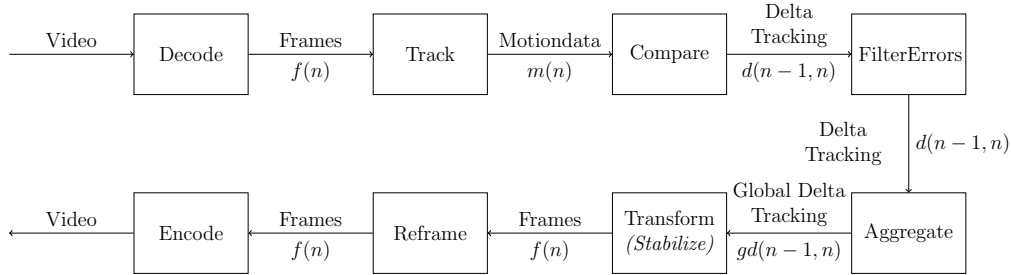 Video
Decode
Frames
f(n)
Track
Motiondata
m(n)
Compare
Delta
Tracking
d(n − 1, n)
FilterErrors
Delta
Tracking
d(n − 1, n)
Aggregate
Global Delta
Tracking
gd(n − 1, n)
Transform
(Stabilize)
Frames
f(n)
Reframe
Frames
f(n)
Encode
Video